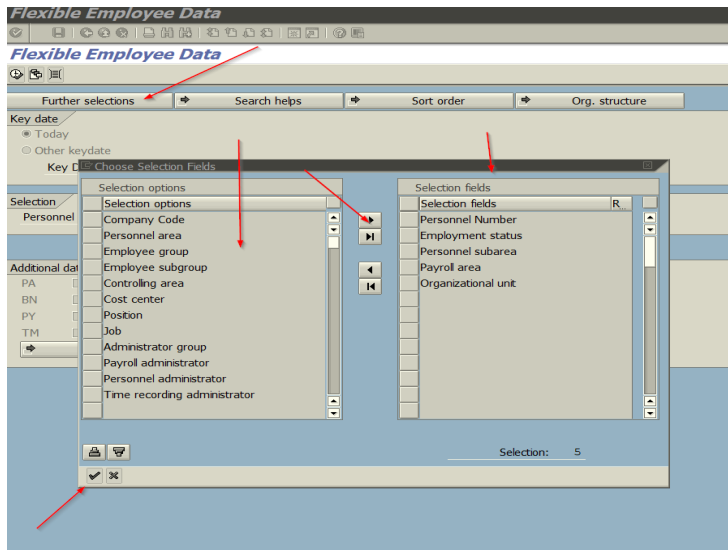 Flexible Employee Data
Flexible Employee Data
Further selections Search helps Sort order Org. structure
Key date
Today
Other keydate
Key D
Choose Selection Fields
Selection options
Selection options
Company Code
Personnel area
Employee group
Employee subgroup
Controlling area
Cost center
Position
Job
Administrator group
Payroll administrator
Personnel administrator
Time recording administrator
Selection fields
Selection fields R...
Personnel Number
Employment status
Personnel subarea
Payroll area
Organizational unit
Selection: 5
Selection
Personnel
Additional dat
PA
BN
PY
TM